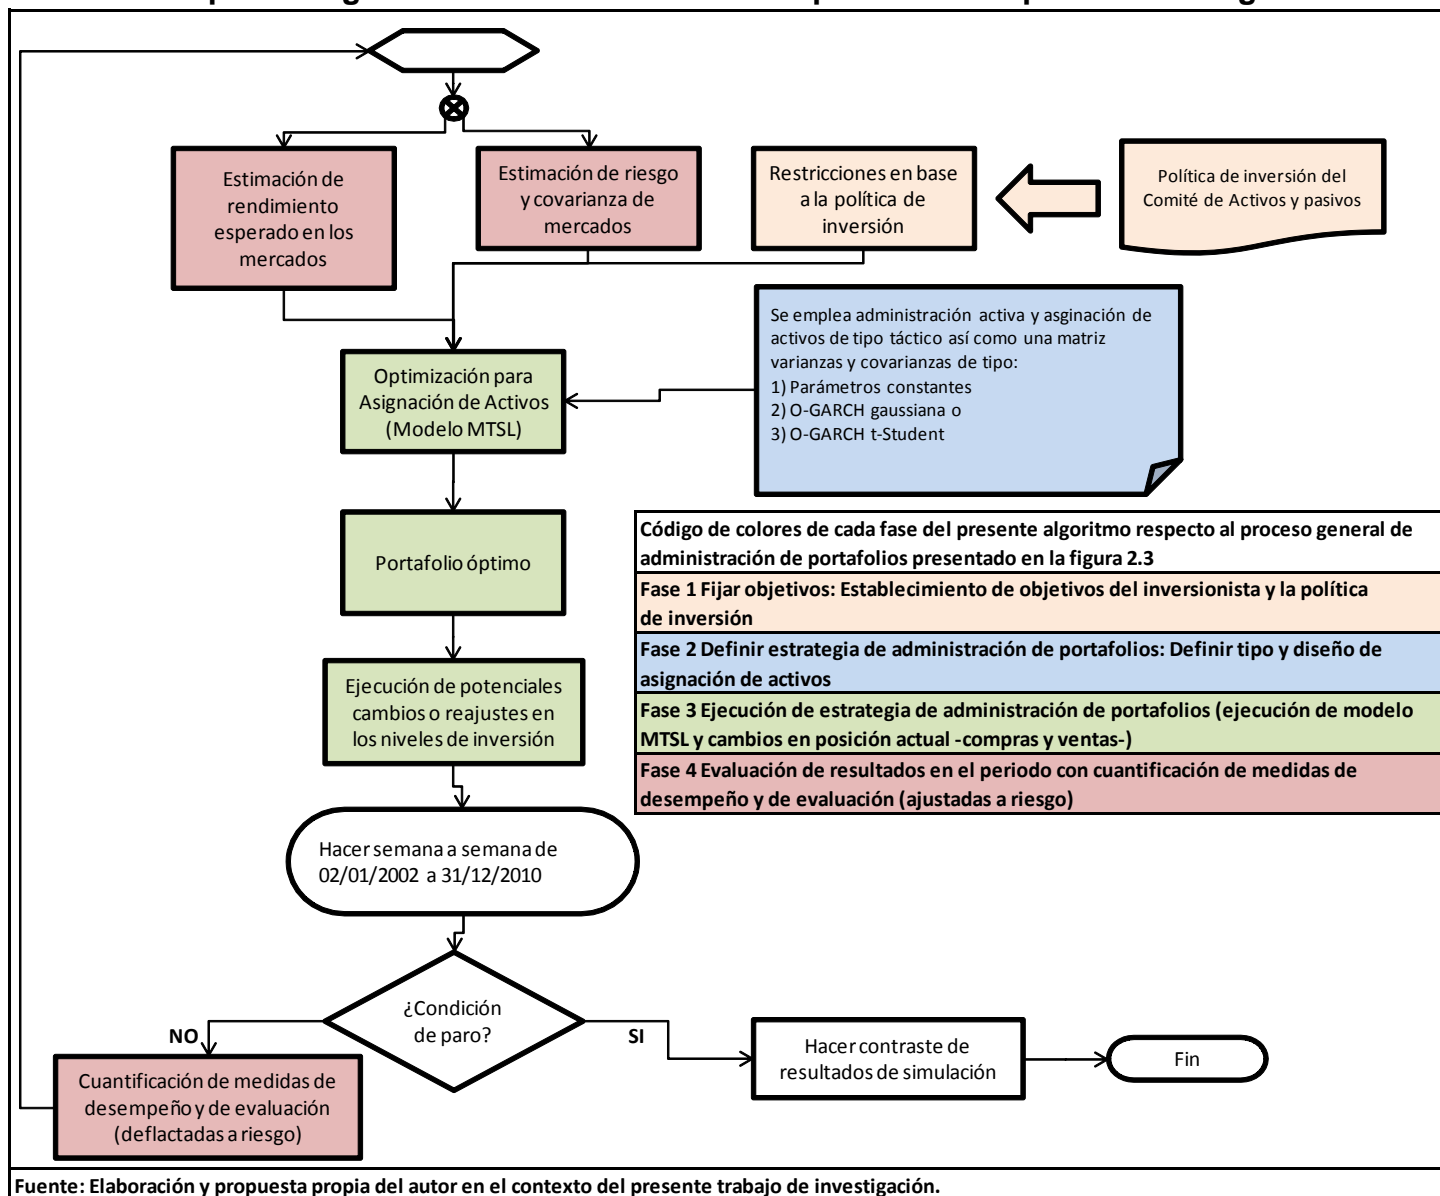 Estimación de
rendimiento
esperado en los
mercados
Estimación de riesgo
y covarianza de
mercados
Restricciones en base
a la política de
inversión
Política de inversión del
Comité de Activos y pasivos
Se emplea administración activa y asginación de
activos de tipo táctico así como una matriz
varianzas y covarianzas de tipo:
1) Parámetros constantes
2) O-GARCH gaussiana o
3) O-GARCH t-Student
Optimización para
Asignación de Activos
(Modelo MTSL)
Portafolio óptimo
Código de colores de cada fase del presente algoritmo respecto al proceso general de
administración de portafolios presentado en la figura 2.3
Fase 1 Fijar objetivos: Establecimiento de objetivos del inversionista y la política
de inversión
Fase 2 Definir estrategia de administración de portafolios: Definir tipo y diseño de
asignación de activos
Fase 3 Ejecución de estrategia de administración de portafolios (ejecución de modelo
MTSL y cambios en posición actual -compras y ventas-)
Fase 4 Evaluación de resultados en el periodo con cuantificación de medidas de
desempeño y de evaluación (ajustadas a riesgo)
Ejecución de potenciales
cambios o reajustes en
los niveles de inversión
Hacer semana a semana de
02/01/2002 a 31/12/2010
¿Condición
de paro?
NO
SI
Cuantificación de medidas de
desempeño y de evaluación
(deflactadas a riesgo)
Hacer contraste de
resultados de simulación
Fin
Fuente: Elaboración y propuesta propia del autor en el contexto del presente trabajo de investigación.